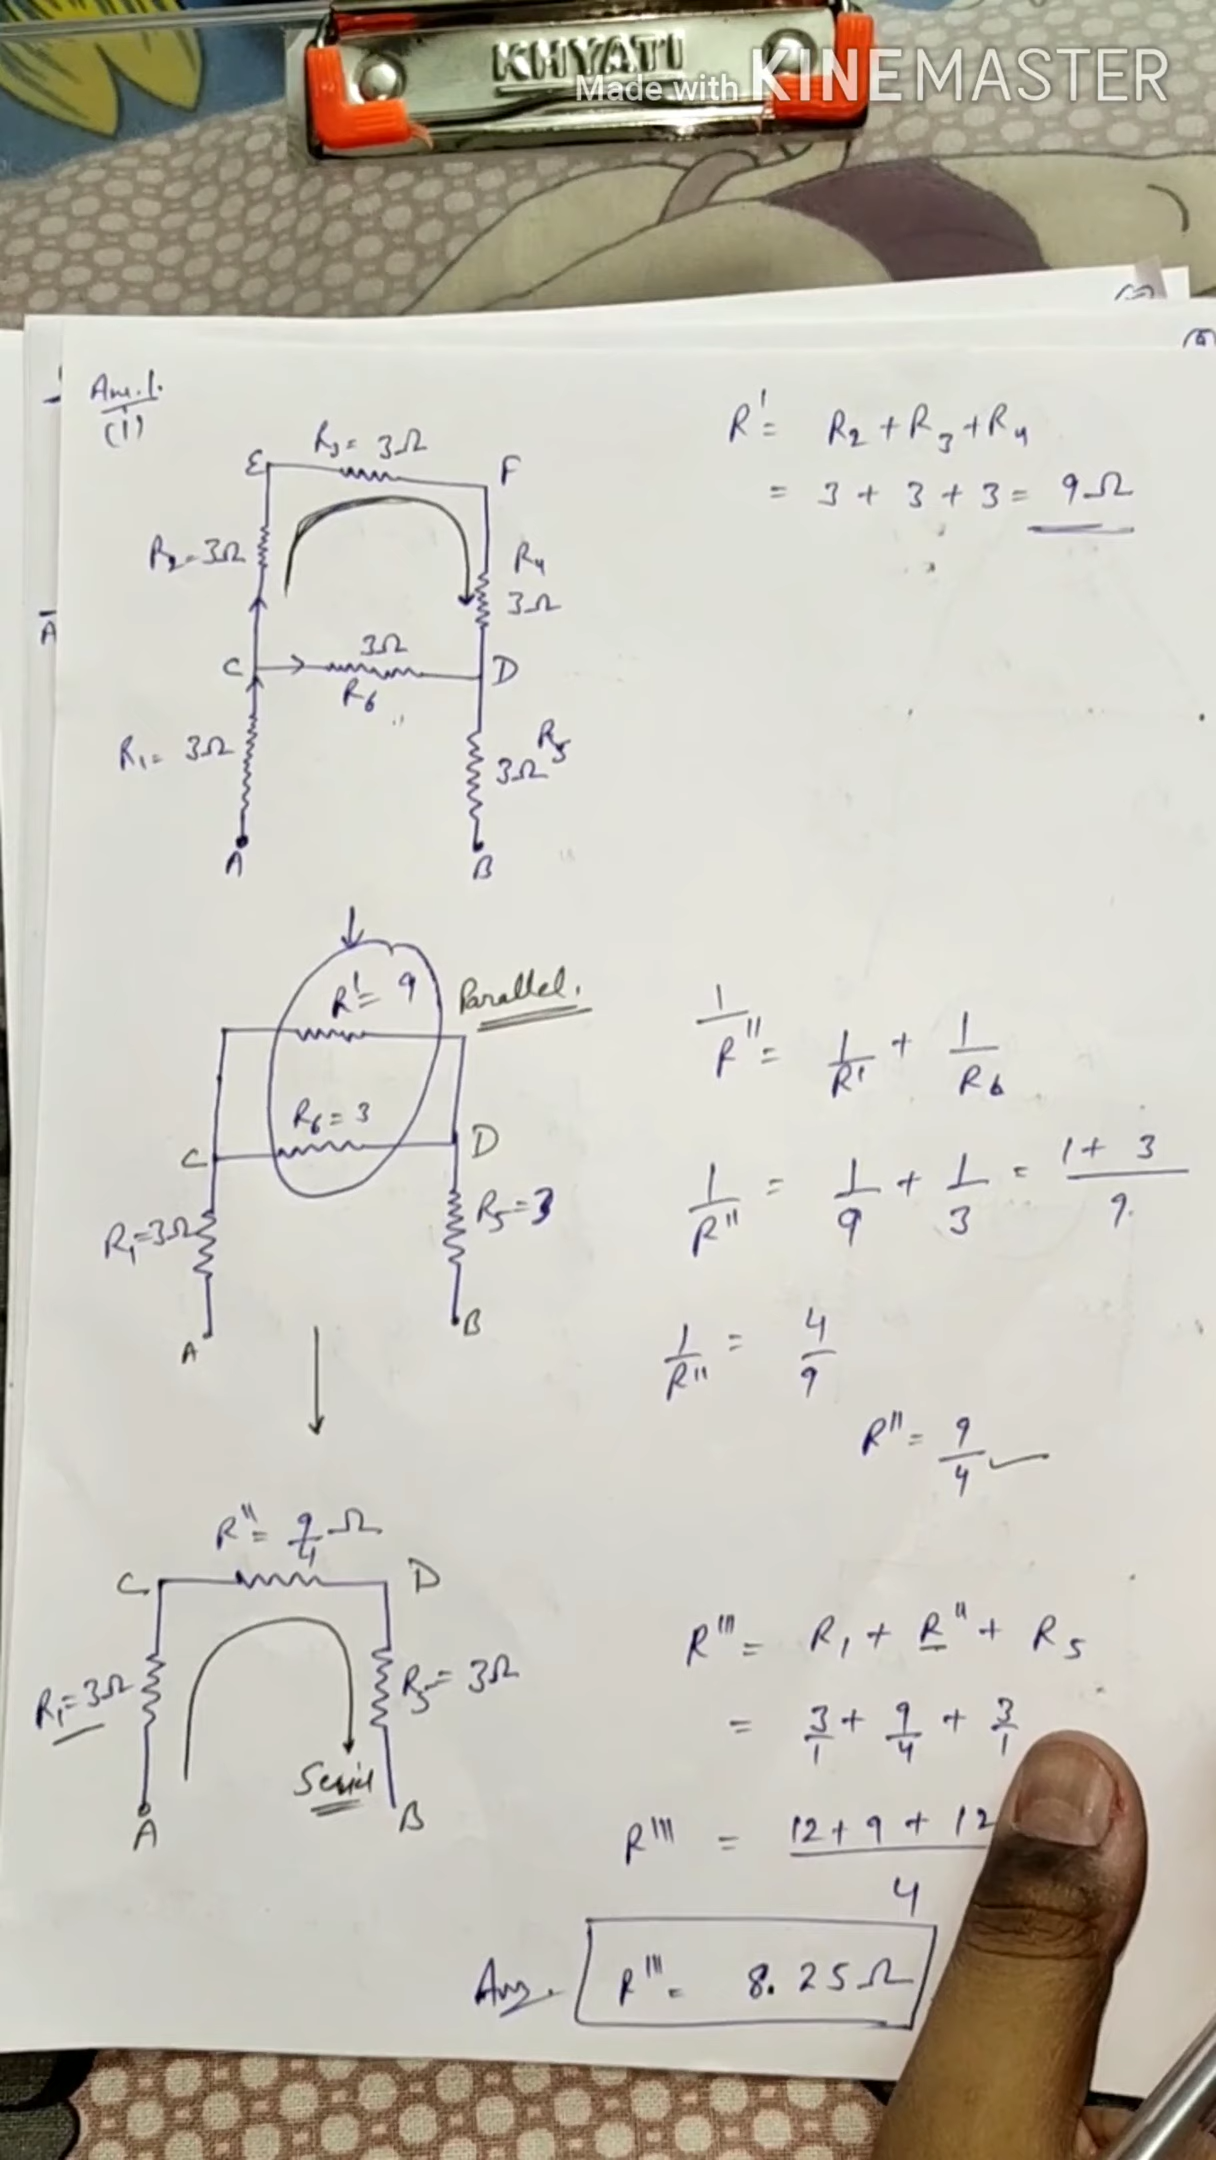 KHYATI
Made with KINEMASTER
Ans.1.
(1)
R3 = 3Ω
E
F
R2 = 3Ω
R4
3Ω
C
3Ω
D
R6
R1 = 3Ω
R5
3Ω
A
B
R' = R2 + R3 + R4
= 3 + 3 + 3 = 9Ω
R' = 9
Parallel.
R6 = 3
C
D
R1 = 3Ω
R5 = 3
A
B
1/R" = 1/R' + 1/R6
1/R" = 1/9 + 1/3 = 1 + 3/9.
1/R" = 4/9
R" = 9/4
R" = 9/4 Ω
C
D
R1 = 3Ω
R5 = 3Ω
Series
A
B
R''' = R1 + R" + R5
= 3/1 + 9/4 + 3/1
R''' = 12 + 9 + 12/4
Ans. R''' = 8.25Ω
A